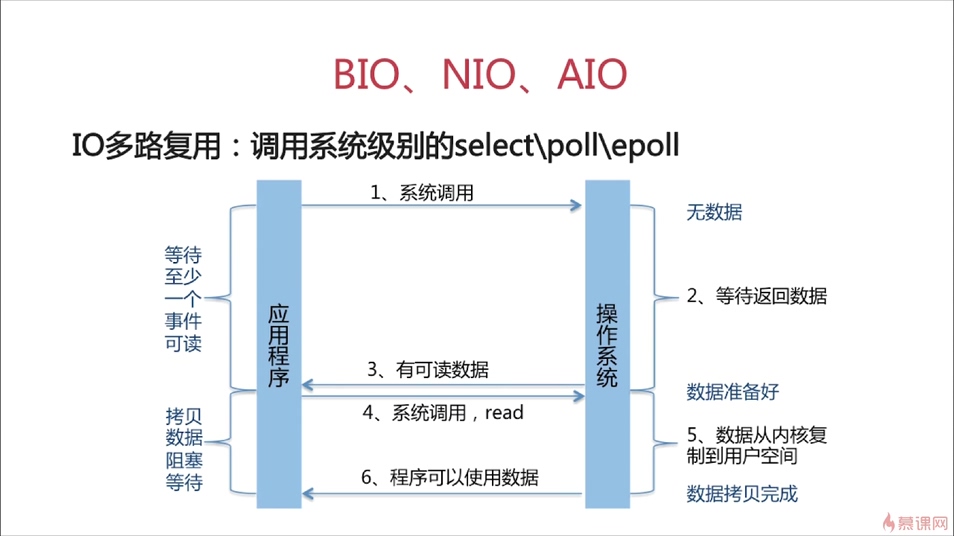 BIO、NIO、AIO
IO多路复用：调用系统级别的select\poll\epoll
1、系统调用
无数据
等待
至少
一个
事件
可读
应用程序
操作系统
2、等待返回数据
3、有可读数据
数据准备好
4、系统调用，read
拷贝
数据
阻塞
等待
5、数据从内核复
制到用户空间
6、程序可以使用数据
数据拷贝完成
慕课网